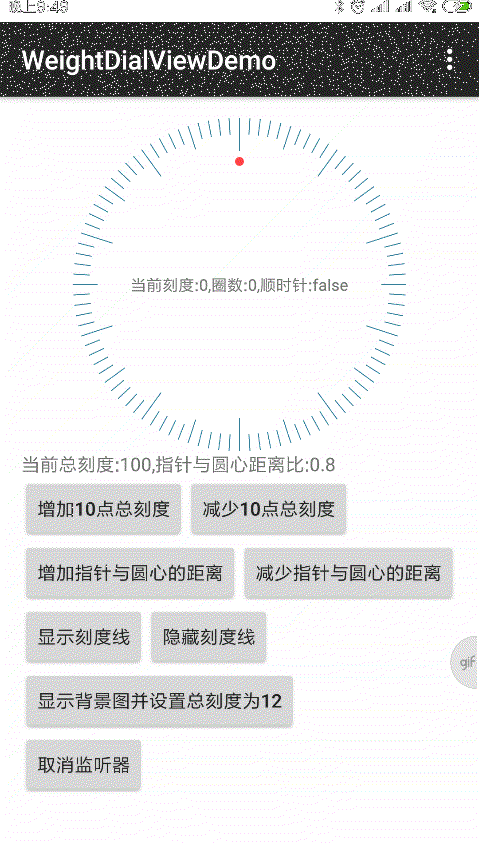 晚上9:49
WeightDialViewDemo
当前刻度:0,圈数:0,顺时针:false
当前总刻度:100,指针与圆心距离比:0.8
增加10点总刻度 减少10点总刻度
增加指针与圆心的距离 减少指针与圆心的距离
显示刻度线 隐藏刻度线
gif
显示背景图并设置总刻度为12
取消监听器